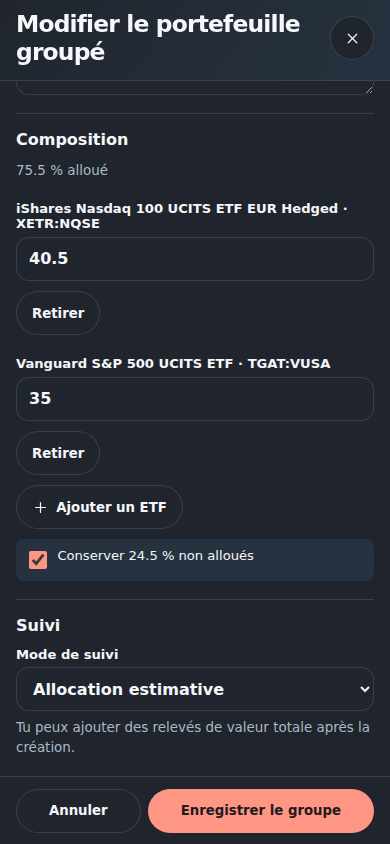 Modifier le portefeuille
groupé
Composition
75.5 % alloué
iShares Nasdaq 100 UCITS ETF EUR Hedged ·
XETR:NQSE
40.5
Retirer
Vanguard S&P 500 UCITS ETF · TGAT:VUSA
35
Retirer
Ajouter un ETF
Conserver 24.5 % non alloués
Suivi
Mode de suivi
Allocation estimative
Tu peux ajouter des relevés de valeur totale après la
création.
Annuler
Enregistrer le groupe